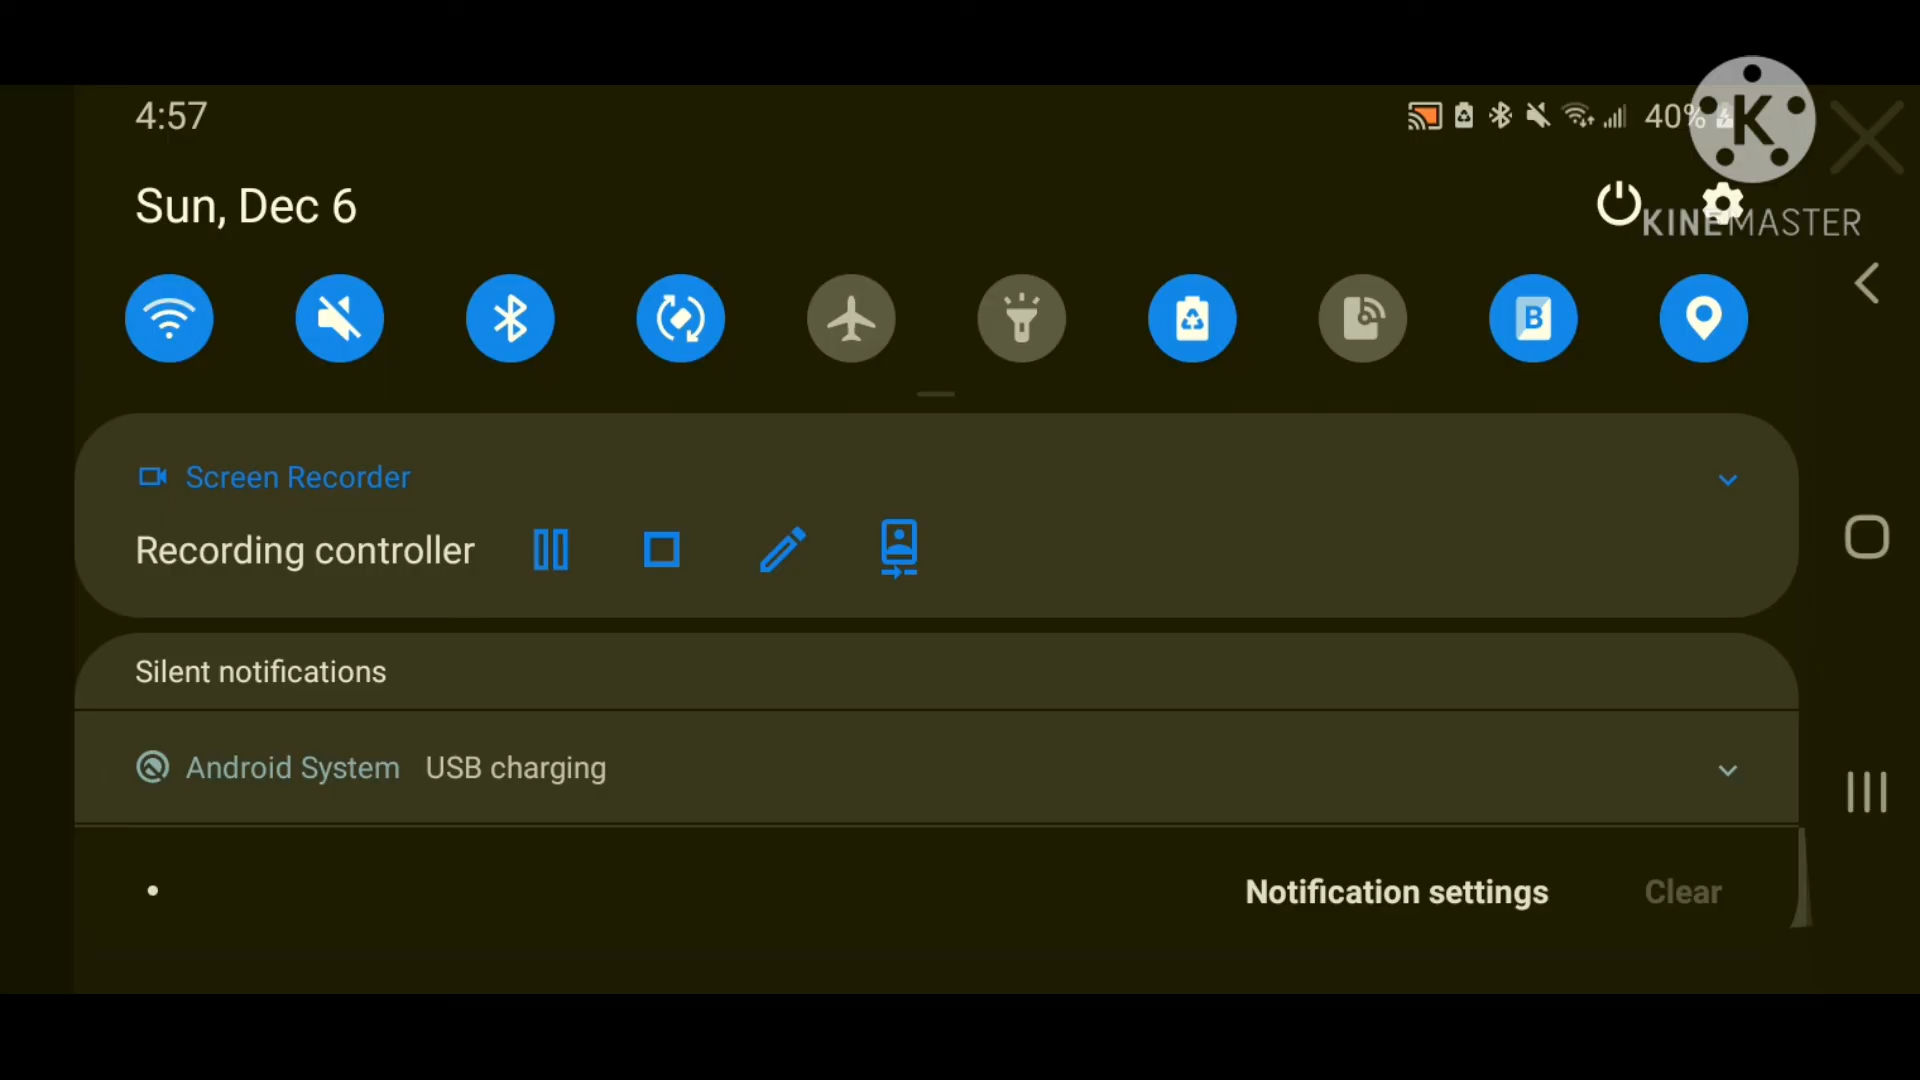 4:57
40%
K
Sun, Dec 6
KINEMASTER
B
Screen Recorder
Recording controller
Silent notifications
Android System USB charging
Notification settings
Clear